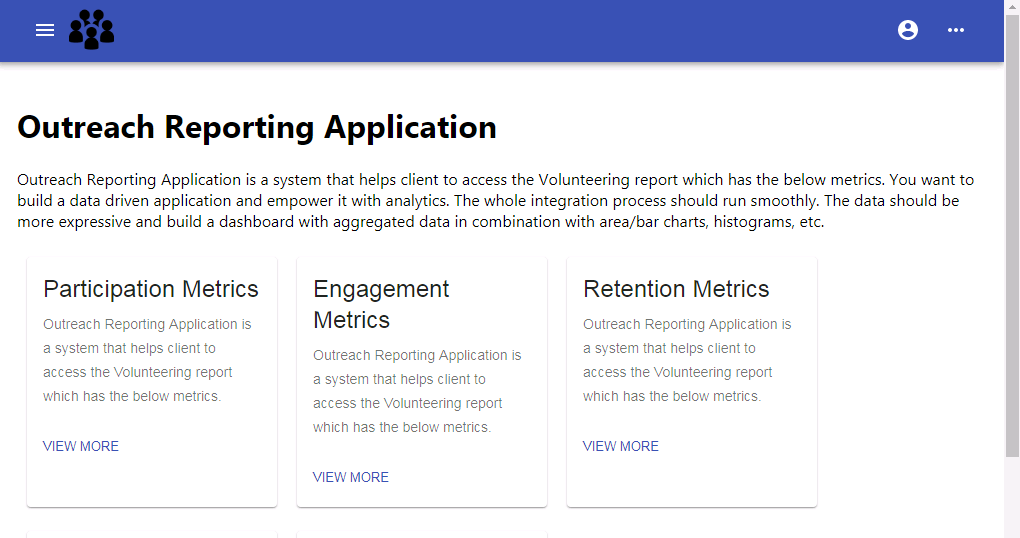 Outreach Reporting Application
Outreach Reporting Application is a system that helps client to access the Volunteering report which has the below metrics. You want to
build a data driven application and empower it with analytics. The whole integration process should run smoothly. The data should be
more expressive and build a dashboard with aggregated data in combination with area/bar charts, histograms, etc.
Participation Metrics
Outreach Reporting Application is
a system that helps client to
access the Volunteering report
which has the below metrics.
VIEW MORE
Engagement
Metrics
Outreach Reporting Application is
a system that helps client to
access the Volunteering report
which has the below metrics.
VIEW MORE
Retention Metrics
Outreach Reporting Application is
a system that helps client to
access the Volunteering report
which has the below metrics.
VIEW MORE